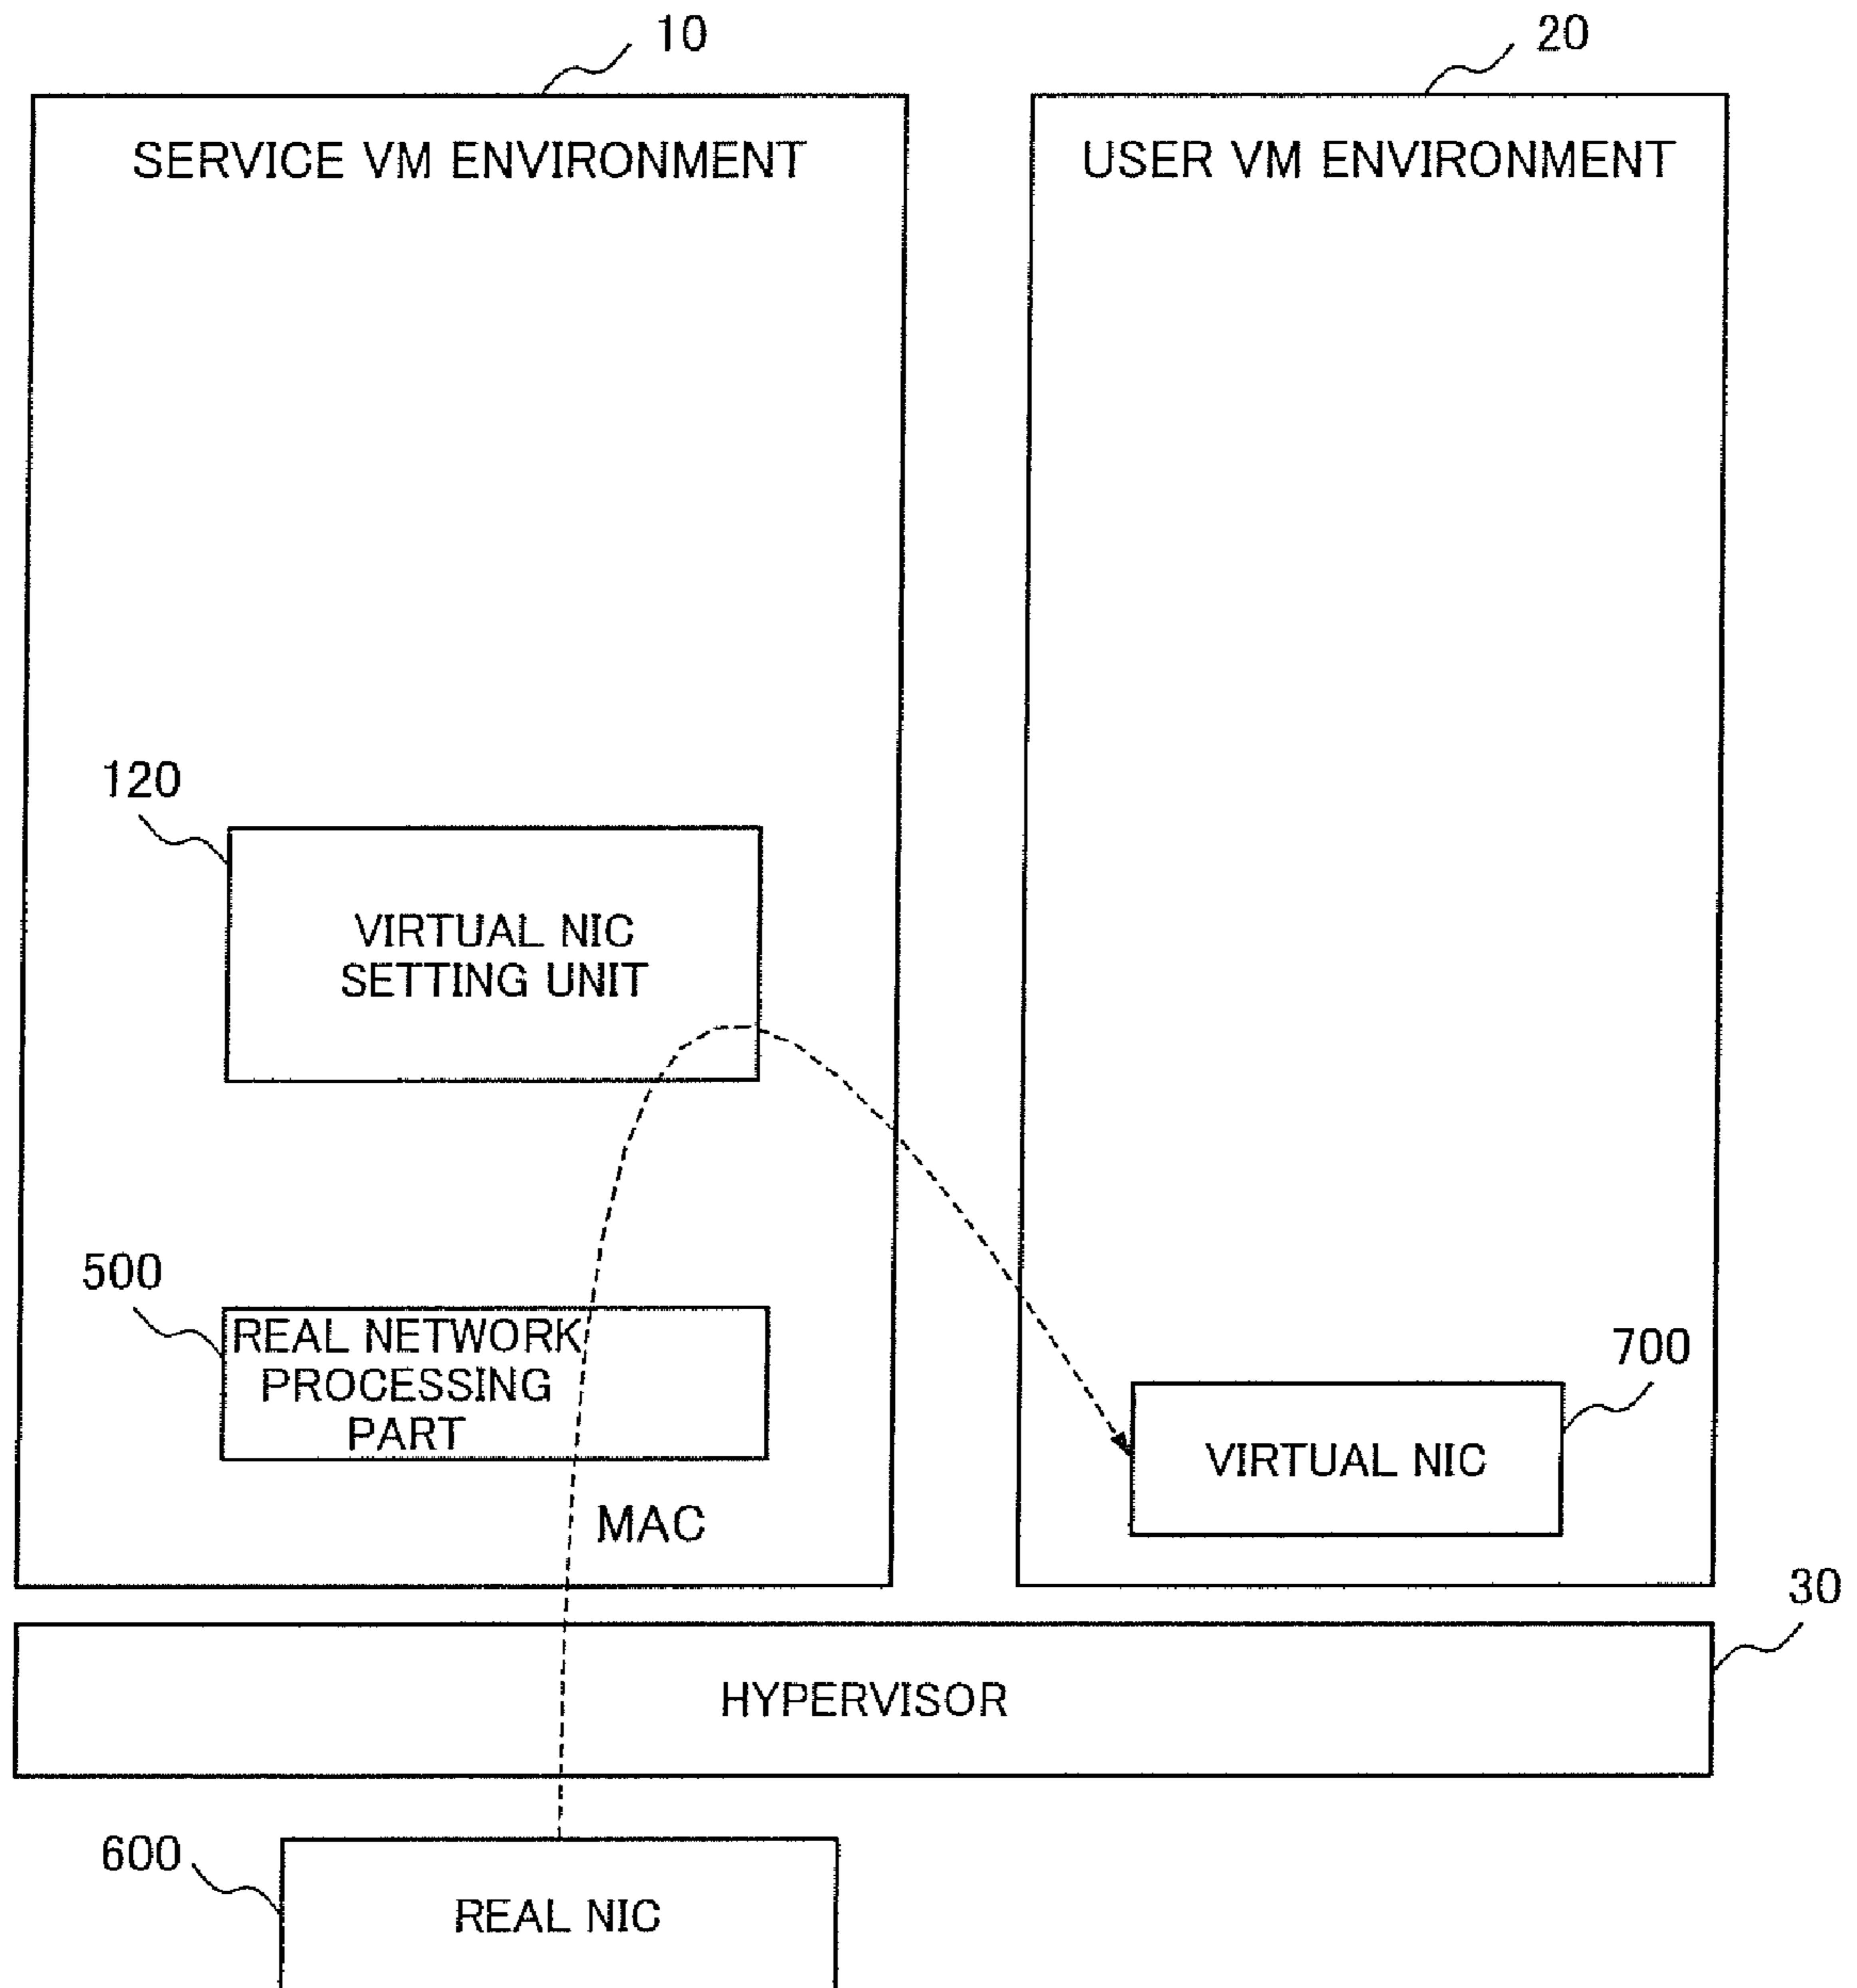 10
20
SERVICE VM ENVIRONMENT
USER VM ENVIRONMENT
120
VIRTUAL NIC
SETTING UNIT
500
REAL NETWORK
PROCESSING
PART
MAC
700
VIRTUAL NIC
30
HYPERVISOR
600
REAL NIC